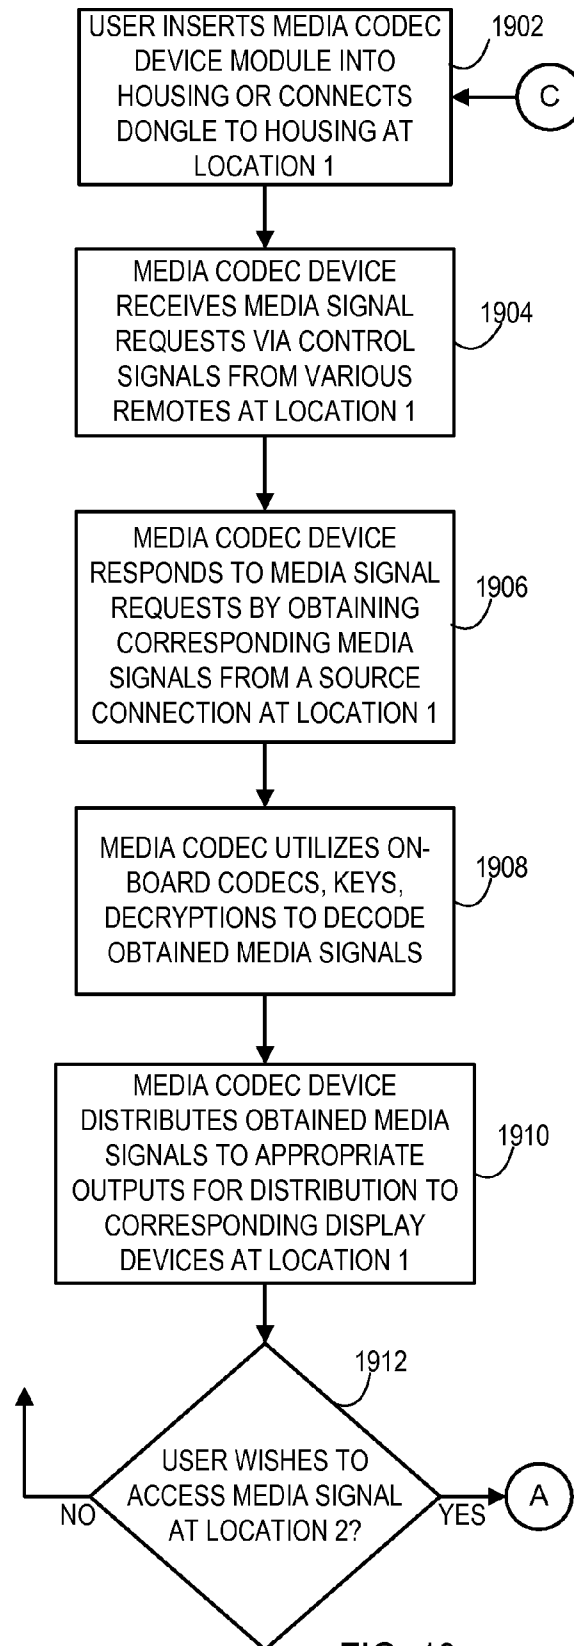 USER INSERTS MEDIA CODEC
DEVICE MODULE INTO
HOUSING OR CONNECTS
DONGLE TO HOUSING AT
LOCATION 1
1902
C
MEDIA CODEC DEVICE
RECEIVES MEDIA SIGNAL
REQUESTS VIA CONTROL
SIGNALS FROM VARIOUS
REMOTES AT LOCATION 1
1904
MEDIA CODEC DEVICE
RESPONDS TO MEDIA SIGNAL
REQUESTS BY OBTAINING
CORRESPONDING MEDIA
SIGNALS FROM A SOURCE
CONNECTION AT LOCATION 1
1906
MEDIA CODEC UTILIZES ON-
BOARD CODECS, KEYS,
DECRYPTIONS TO DECODE
OBTAINED MEDIA SIGNALS
1908
MEDIA CODEC DEVICE
DISTRIBUTES OBTAINED MEDIA
SIGNALS TO APPROPRIATE
OUTPUTS FOR DISTRIBUTION TO
CORRESPONDING DISPLAY
DEVICES AT LOCATION 1
1910
1912
USER WISHES TO
ACCESS MEDIA SIGNAL
AT LOCATION 2?
NO
YES
A